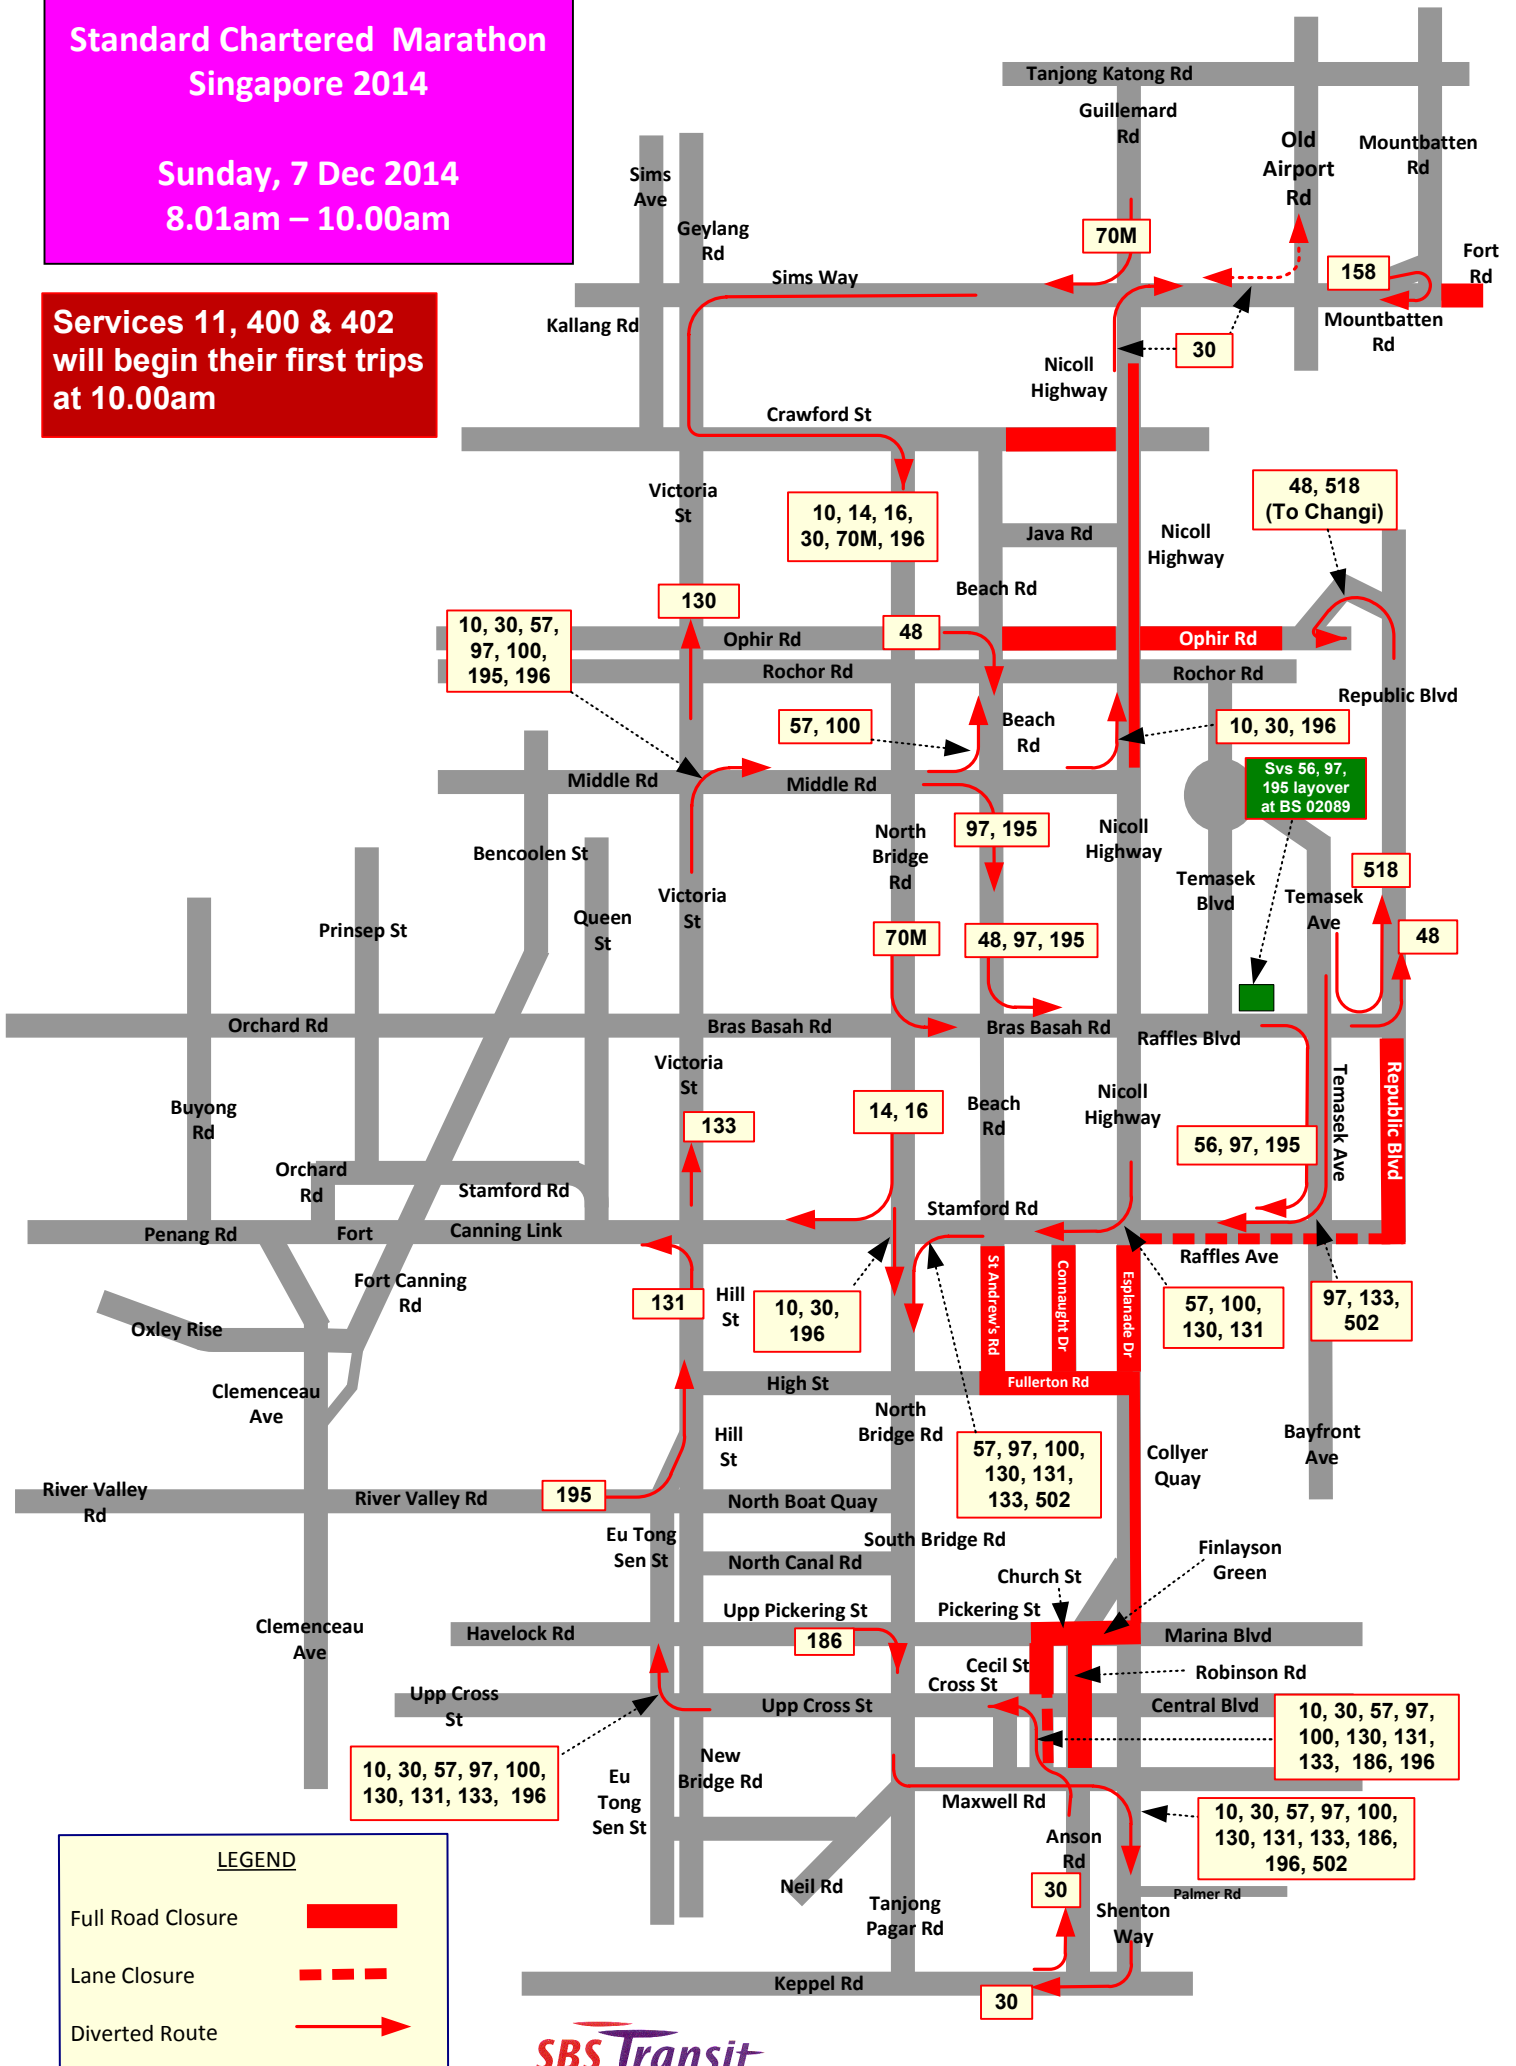 Standard Chartered Marathon
Singapore 2014
Sunday, 7 Dec 2014
8.01am – 10.00am
Services 11, 400 & 402
will begin their first trips
at 10.00am
Tanjong Katong Rd
Guillemard
Rd
Old
Airport
Rd
Mountbatten
Rd
Sims
Ave
Geylang
Rd
70M
Fort
Rd
158
Sims Way
Kallang Rd
Mountbatten
Rd
30
Nicoll
Highway
Crawford St
Victoria
St
10, 14, 16,
30, 70M, 196
48, 518
(To Changi)
Java Rd
Nicoll
Highway
Beach Rd
130
10, 30, 57,
97, 100,
195, 196
Ophir Rd
48
Ophir Rd
Rochor Rd
Rochor Rd
Republic Blvd
57, 100
Beach
Rd
10, 30, 196
Middle Rd
Middle Rd
Svs 56, 97,
195 layover
at BS 02089
North
Bridge
Rd
97, 195
Nicoll
Highway
Bencoolen St
518
Victoria
St
Temasek
Blvd
Temasek
Ave
Prinsep St
Queen
St
70M
48, 97, 195
48
Orchard Rd
Bras Basah Rd
Bras Basah Rd
Raffles Blvd
Victoria
St
Buyong
Rd
133
14, 16
Beach
Rd
Nicoll
Highway
56, 97, 195
Temasek Ave
Republic Blvd
Orchard
Rd
Stamford Rd
Stamford Rd
Penang Rd
Fort
Canning Link
Raffles Ave
Fort Canning
Rd
131
Hill
St
10, 30,
196
St Andrew's Rd
Connaught Dr
Esplanade Dr
57, 100,
130, 131
97, 133,
502
Oxley Rise
Clemenceau
Ave
High St
Fullerton Rd
North
Bridge Rd
Hill
St
57, 97, 100,
130, 131,
133, 502
Collyer
Quay
Bayfront
Ave
River Valley
Rd
River Valley Rd
195
North Boat Quay
Eu Tong
Sen St
South Bridge Rd
North Canal Rd
Finlayson
Green
Church St
Upp Pickering St
Pickering St
Clemenceau
Ave
Havelock Rd
186
Marina Blvd
Cecil St
Robinson Rd
Cross St
Upp Cross
St
Upp Cross St
Central Blvd
10, 30, 57, 97,
100, 130, 131,
133, 186, 196
10, 30, 57, 97, 100,
130, 131, 133, 196
New
Bridge Rd
Eu
Tong
Sen St
Maxwell Rd
10, 30, 57, 97, 100,
130, 131, 133, 186,
196, 502
Anson
Rd
LEGEND
Full Road Closure
Lane Closure
Diverted Route
Neil Rd
30
Palmer Rd
Tanjong
Pagar Rd
Shenton
Way
Keppel Rd
30
SBS Transit